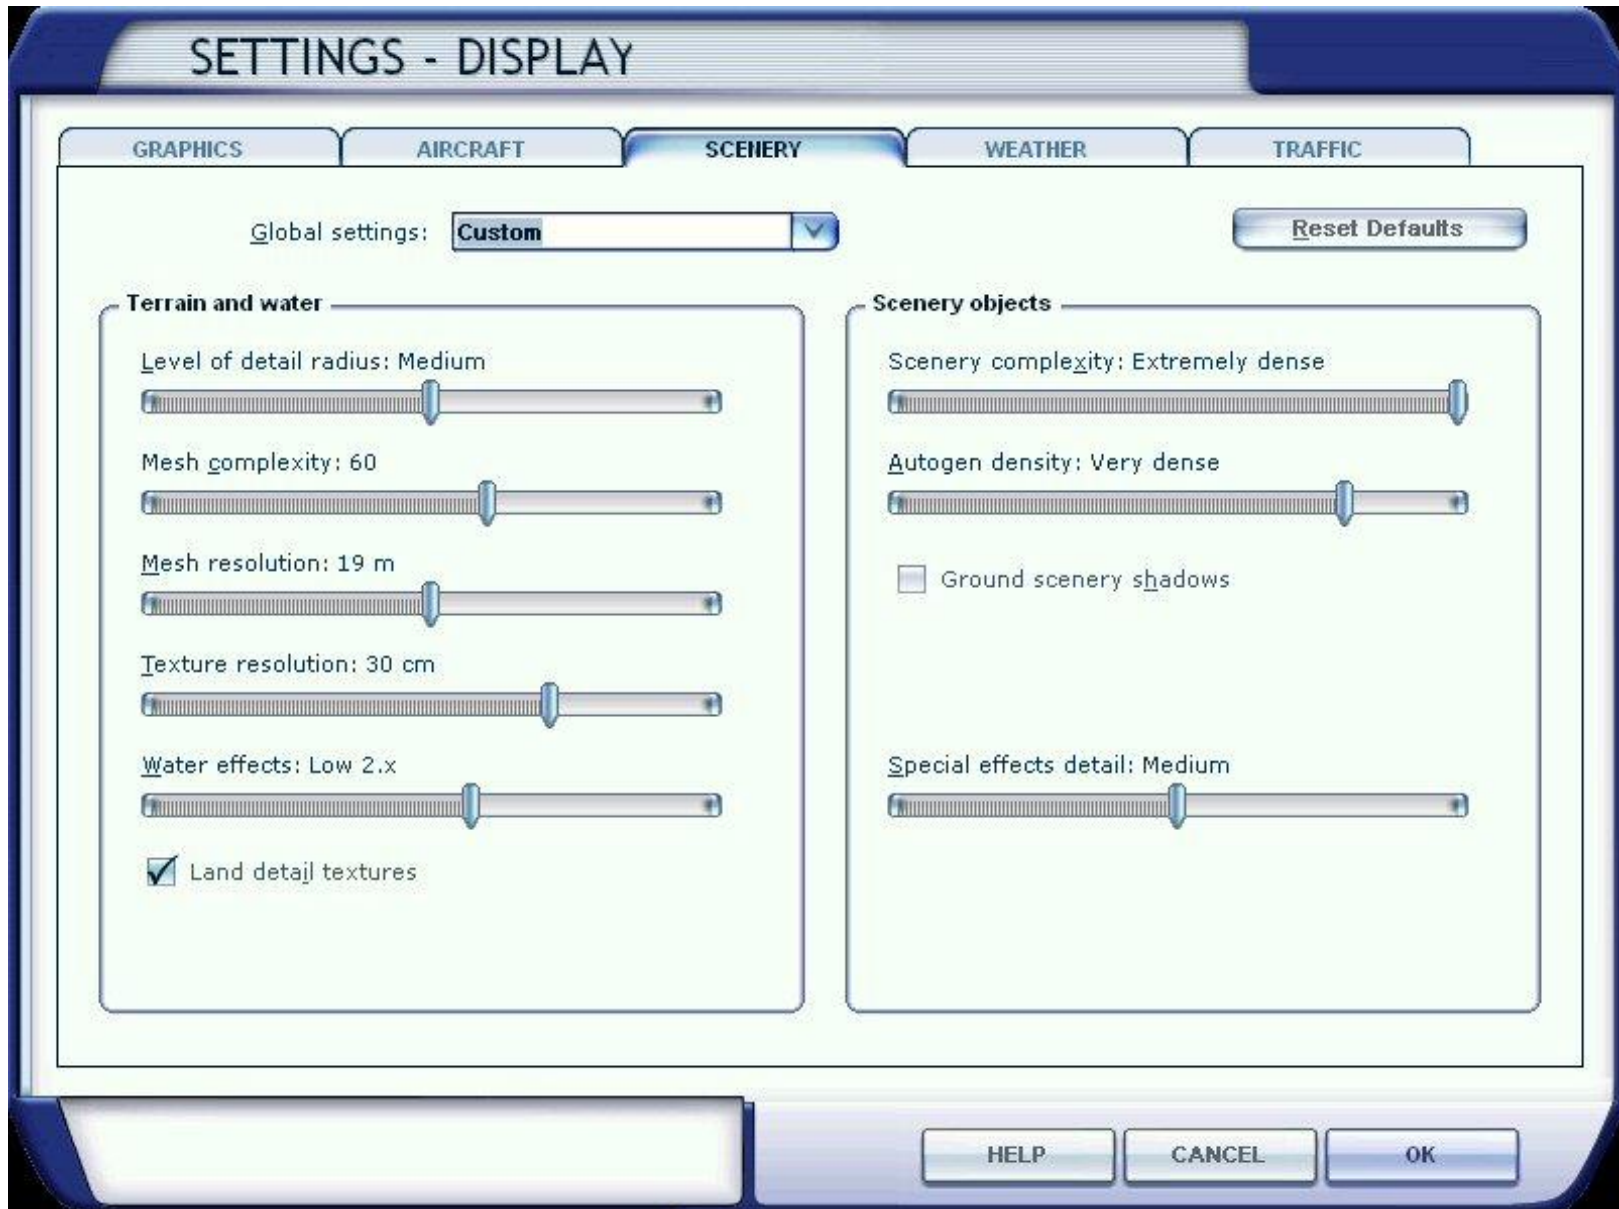 SETTINGS - DISPLAY
GRAPHICS
AIRCRAFT
SCENERY
WEATHER
TRAFFIC
Global settings: Custom
Reset Defaults
Terrain and water
Level of detail radius: Medium
Mesh complexity: 60
Mesh resolution: 19 m
Texture resolution: 30 cm
Water effects: Low 2.x
Land detail textures
Scenery objects
Scenery complexity: Extremely dense
Autogen density: Very dense
Ground scenery shadows
Special effects detail: Medium
HELP
CANCEL
OK